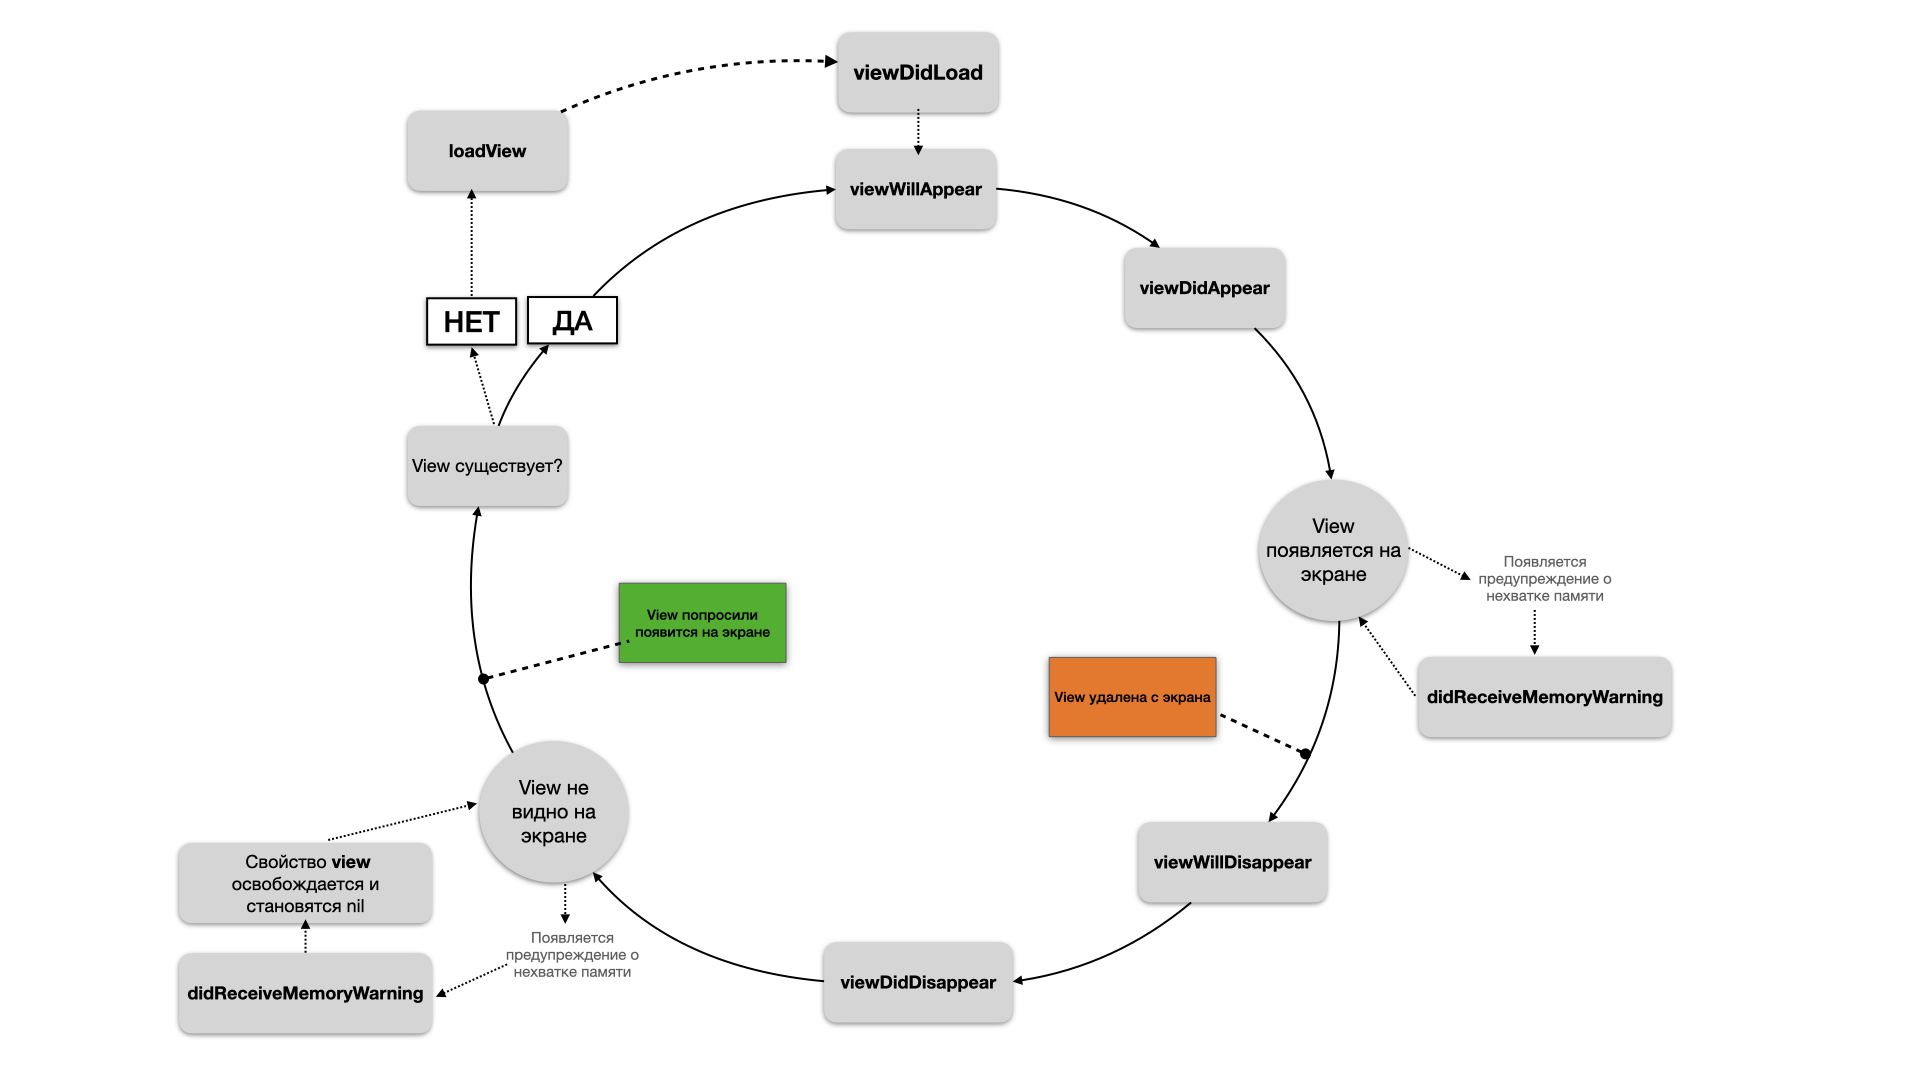 viewDidLoad
loadView
viewWillAppear
viewDidAppear
НЕТ
ДА
View существует?
View
появляется на
экране
Появляется
предупреждение о
нехватке памяти
View попросили
появится на экране
View удалена с экрана
didReceiveMemoryWarning
View не
видно на
экране
viewWillDisappear
Свойство view
освобождается и
становятся nil
Появляется
предупреждение о
нехватке памяти
viewDidDisappear
didReceiveMemoryWarning